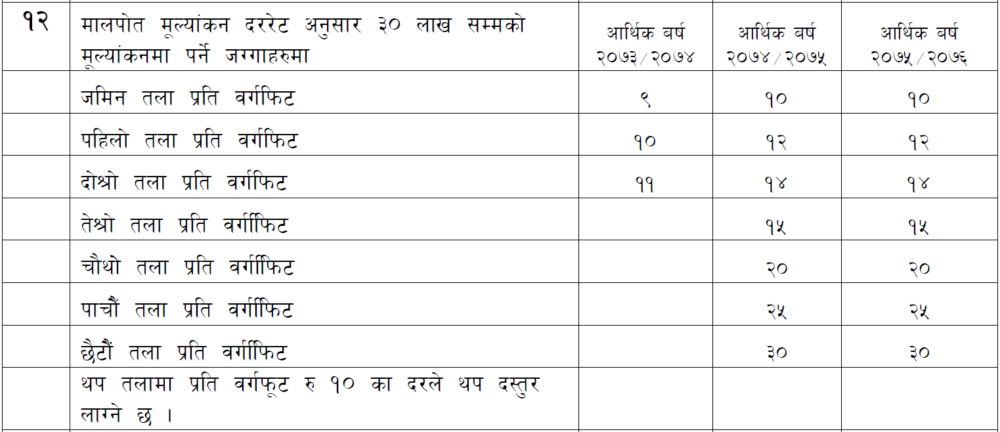 १२ मालपोत मूल्यांकन दररेट अनुसार ३० लाख सम्मको
मूल्यांकनमा पर्ने जग्गाहरुमा
आर्थिक बर्ष
२०७३/२०७४
आर्थिक बर्ष
२०७४/२०७५
आर्थिक बर्ष
२०७५/२०७६
जमिन तला प्रति वर्गफिट ९ १० १०
पहिलो तला प्रति वर्गफिट १० १२ १२
दोश्रो तला प्रति वर्गफिट ११ १४ १४
तेश्रो तला प्रति वर्गफिट १५ १५
चौथो तला प्रति वर्गफिट २० २०
पाचौं तला प्रति वर्गफिट २५ २५
छैटौं तला प्रति वर्गफिट ३० ३०
थप तलामा प्रति वर्गफूट रु १० का दरले थप दस्तुर
लाग्ने छ ।